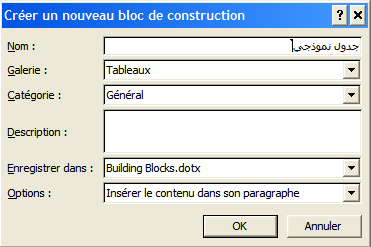 Créer un nouveau bloc de construction
Nom : جدول نموذجي
Galerie : Tableaux
Catégorie : Général
Description :
Enregistrer dans : Building Blocks.dotx
Options : Insérer le contenu dans son paragraphe
OK Annuler